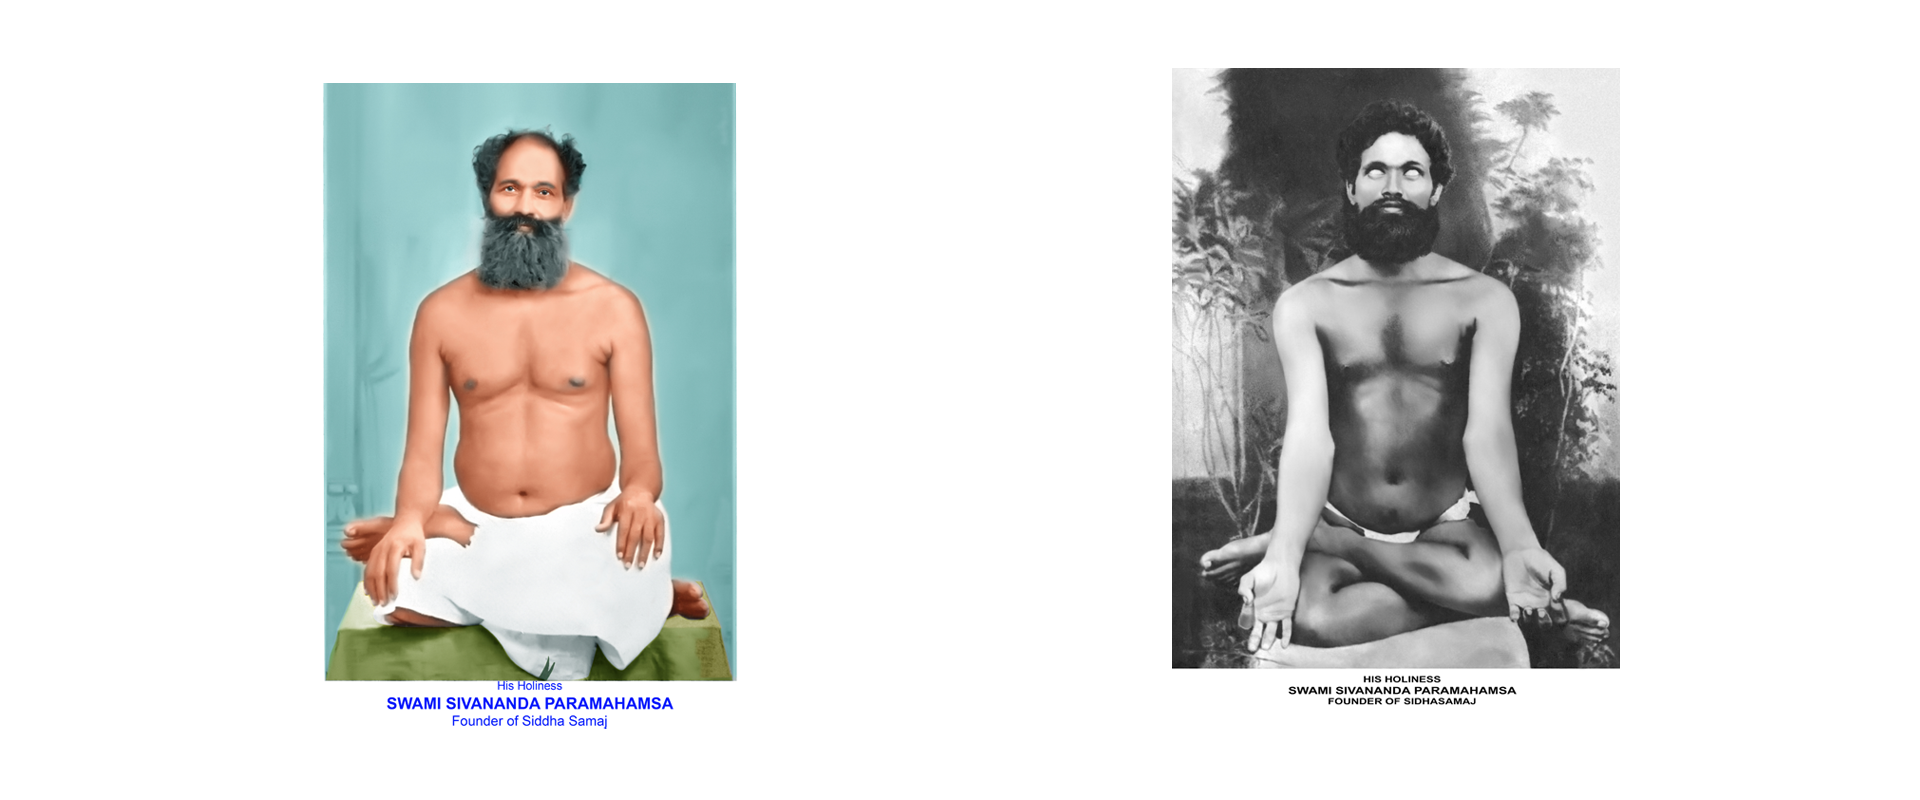 His Holiness
SWAMI SIVANANDA PARAMAHAMSA
Founder of Siddha Samaj
HIS HOLINESS
SWAMI SIVANANDA PARAMAHAMSA
FOUNDER OF SIDHASAMAJ